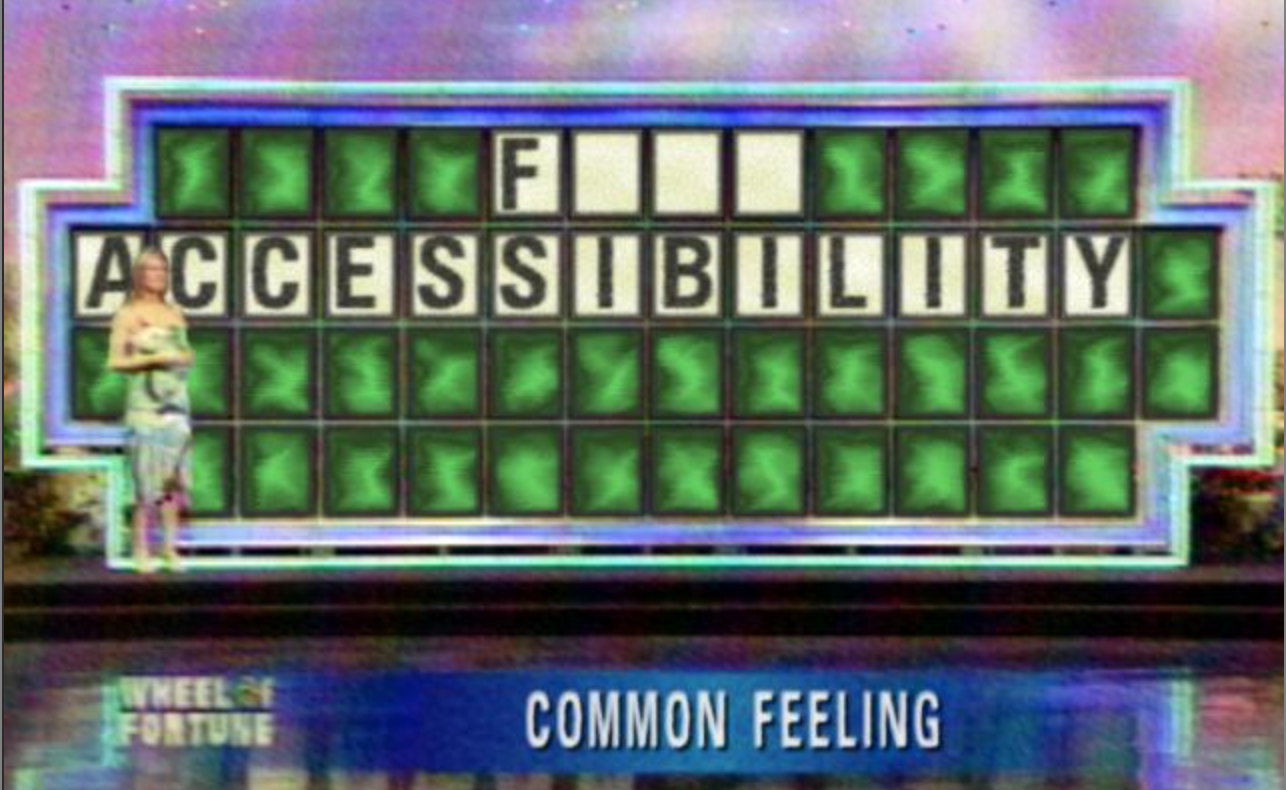 F
ACCESSIBILITY
WHEEL OF
FORTUNE
COMMON FEELING